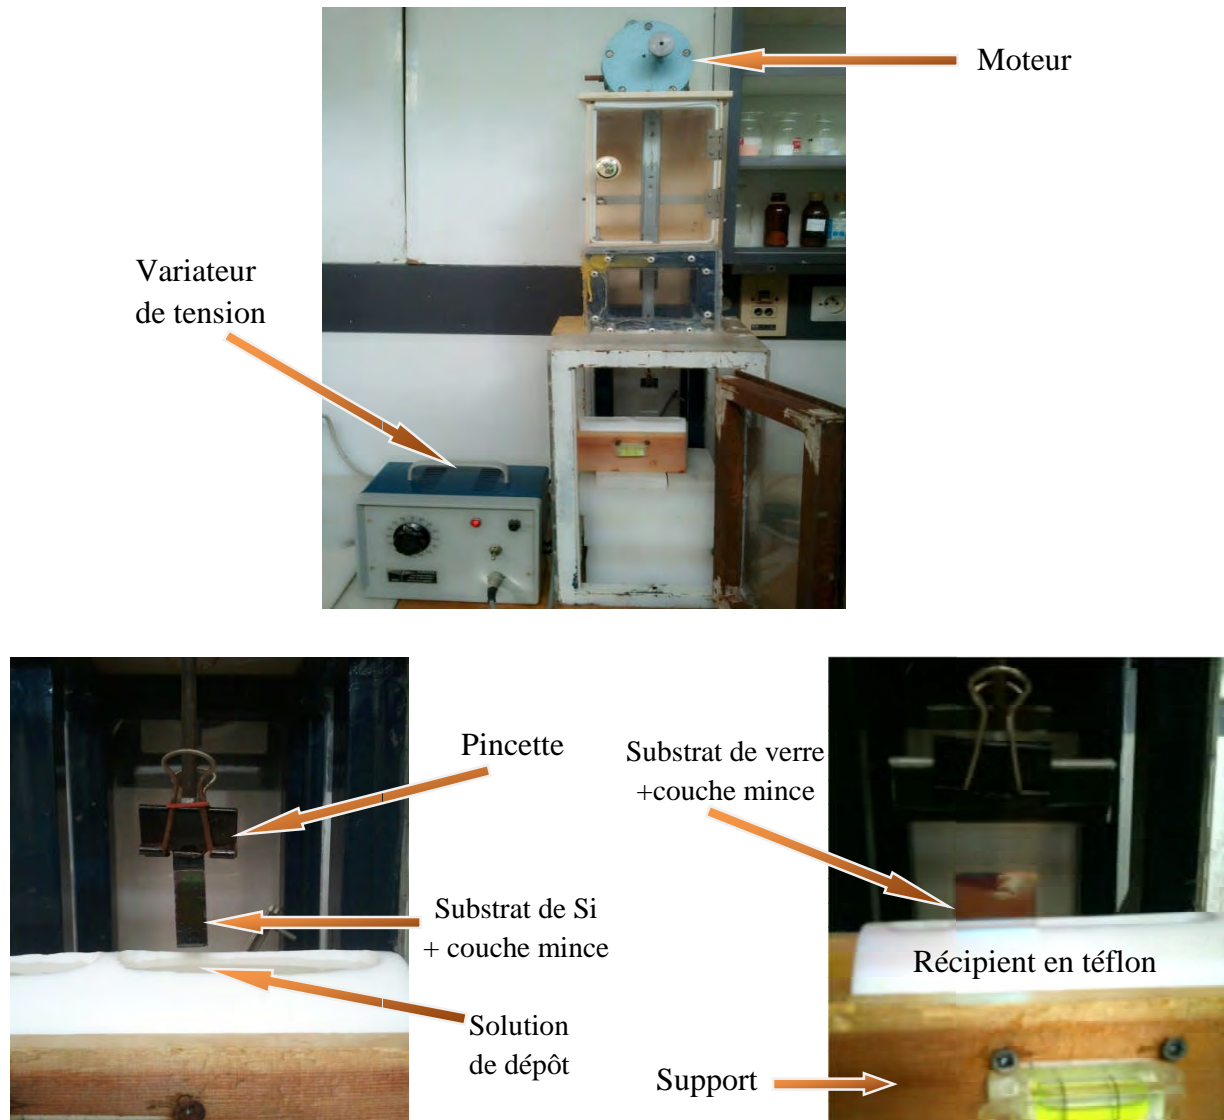 Moteur
Variateur
de tension
Pincette
Substrat de verre
+couche mince
Substrat de Si
+ couche mince
Récipient en téflon
Solution
de dépôt
Support